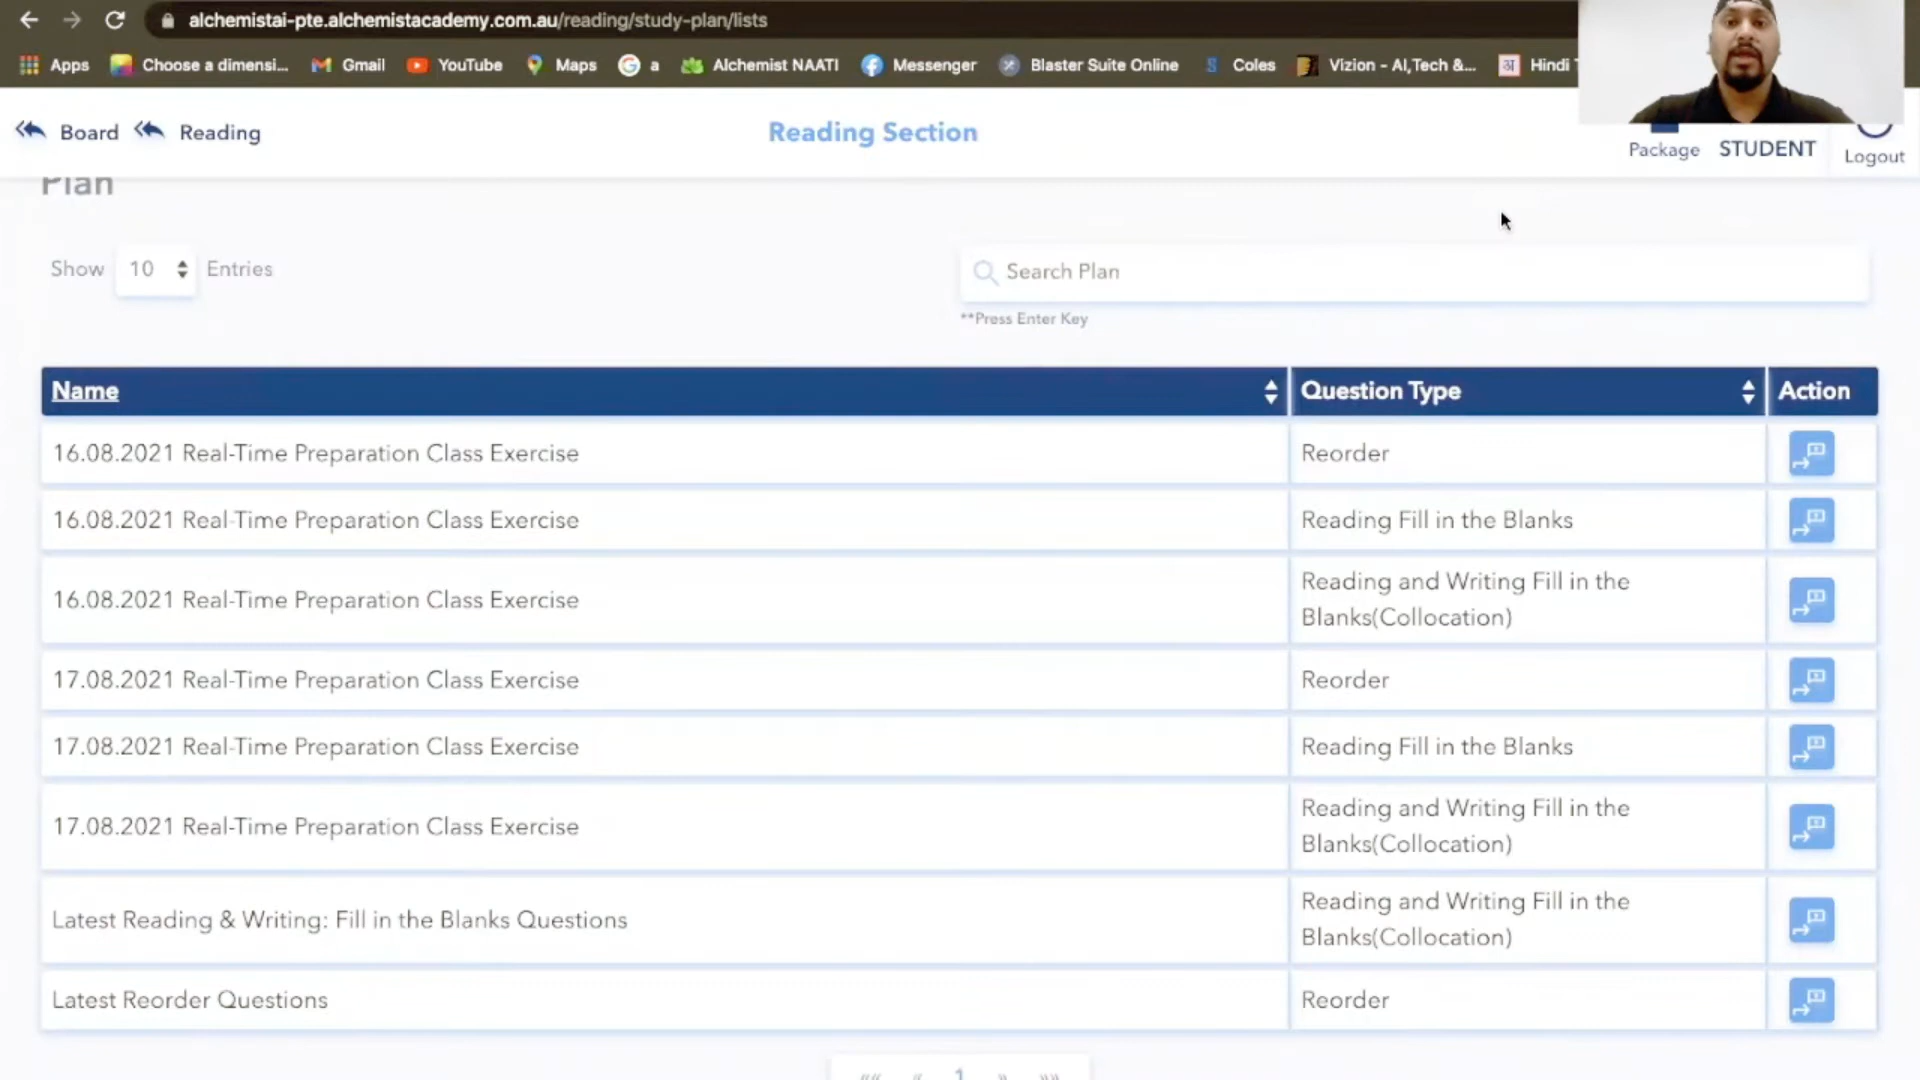 alchemistai-pte.alchemistacademy.com.au/reading/study-plan/lists
Apps Choose a dimensi... Gmail YouTube Maps a Alchemist NAATI Messenger Blaster Suite Online Coles Vizion - AI,Tech &... Hindi
Board Reading Reading Section Package STUDENT Logout
Plan
Show 10 Entries Search Plan
**Press Enter Key
Name Question Type Action
16.08.2021 Real-Time Preparation Class Exercise Reorder
16.08.2021 Real-Time Preparation Class Exercise Reading Fill in the Blanks
16.08.2021 Real-Time Preparation Class Exercise Reading and Writing Fill in the
Blanks(Collocation)
17.08.2021 Real-Time Preparation Class Exercise Reorder
17.08.2021 Real-Time Preparation Class Exercise Reading Fill in the Blanks
17.08.2021 Real-Time Preparation Class Exercise Reading and Writing Fill in the
Blanks(Collocation)
Latest Reading & Writing: Fill in the Blanks Questions Reading and Writing Fill in the
Blanks(Collocation)
Latest Reorder Questions Reorder
«« « 1 » »»